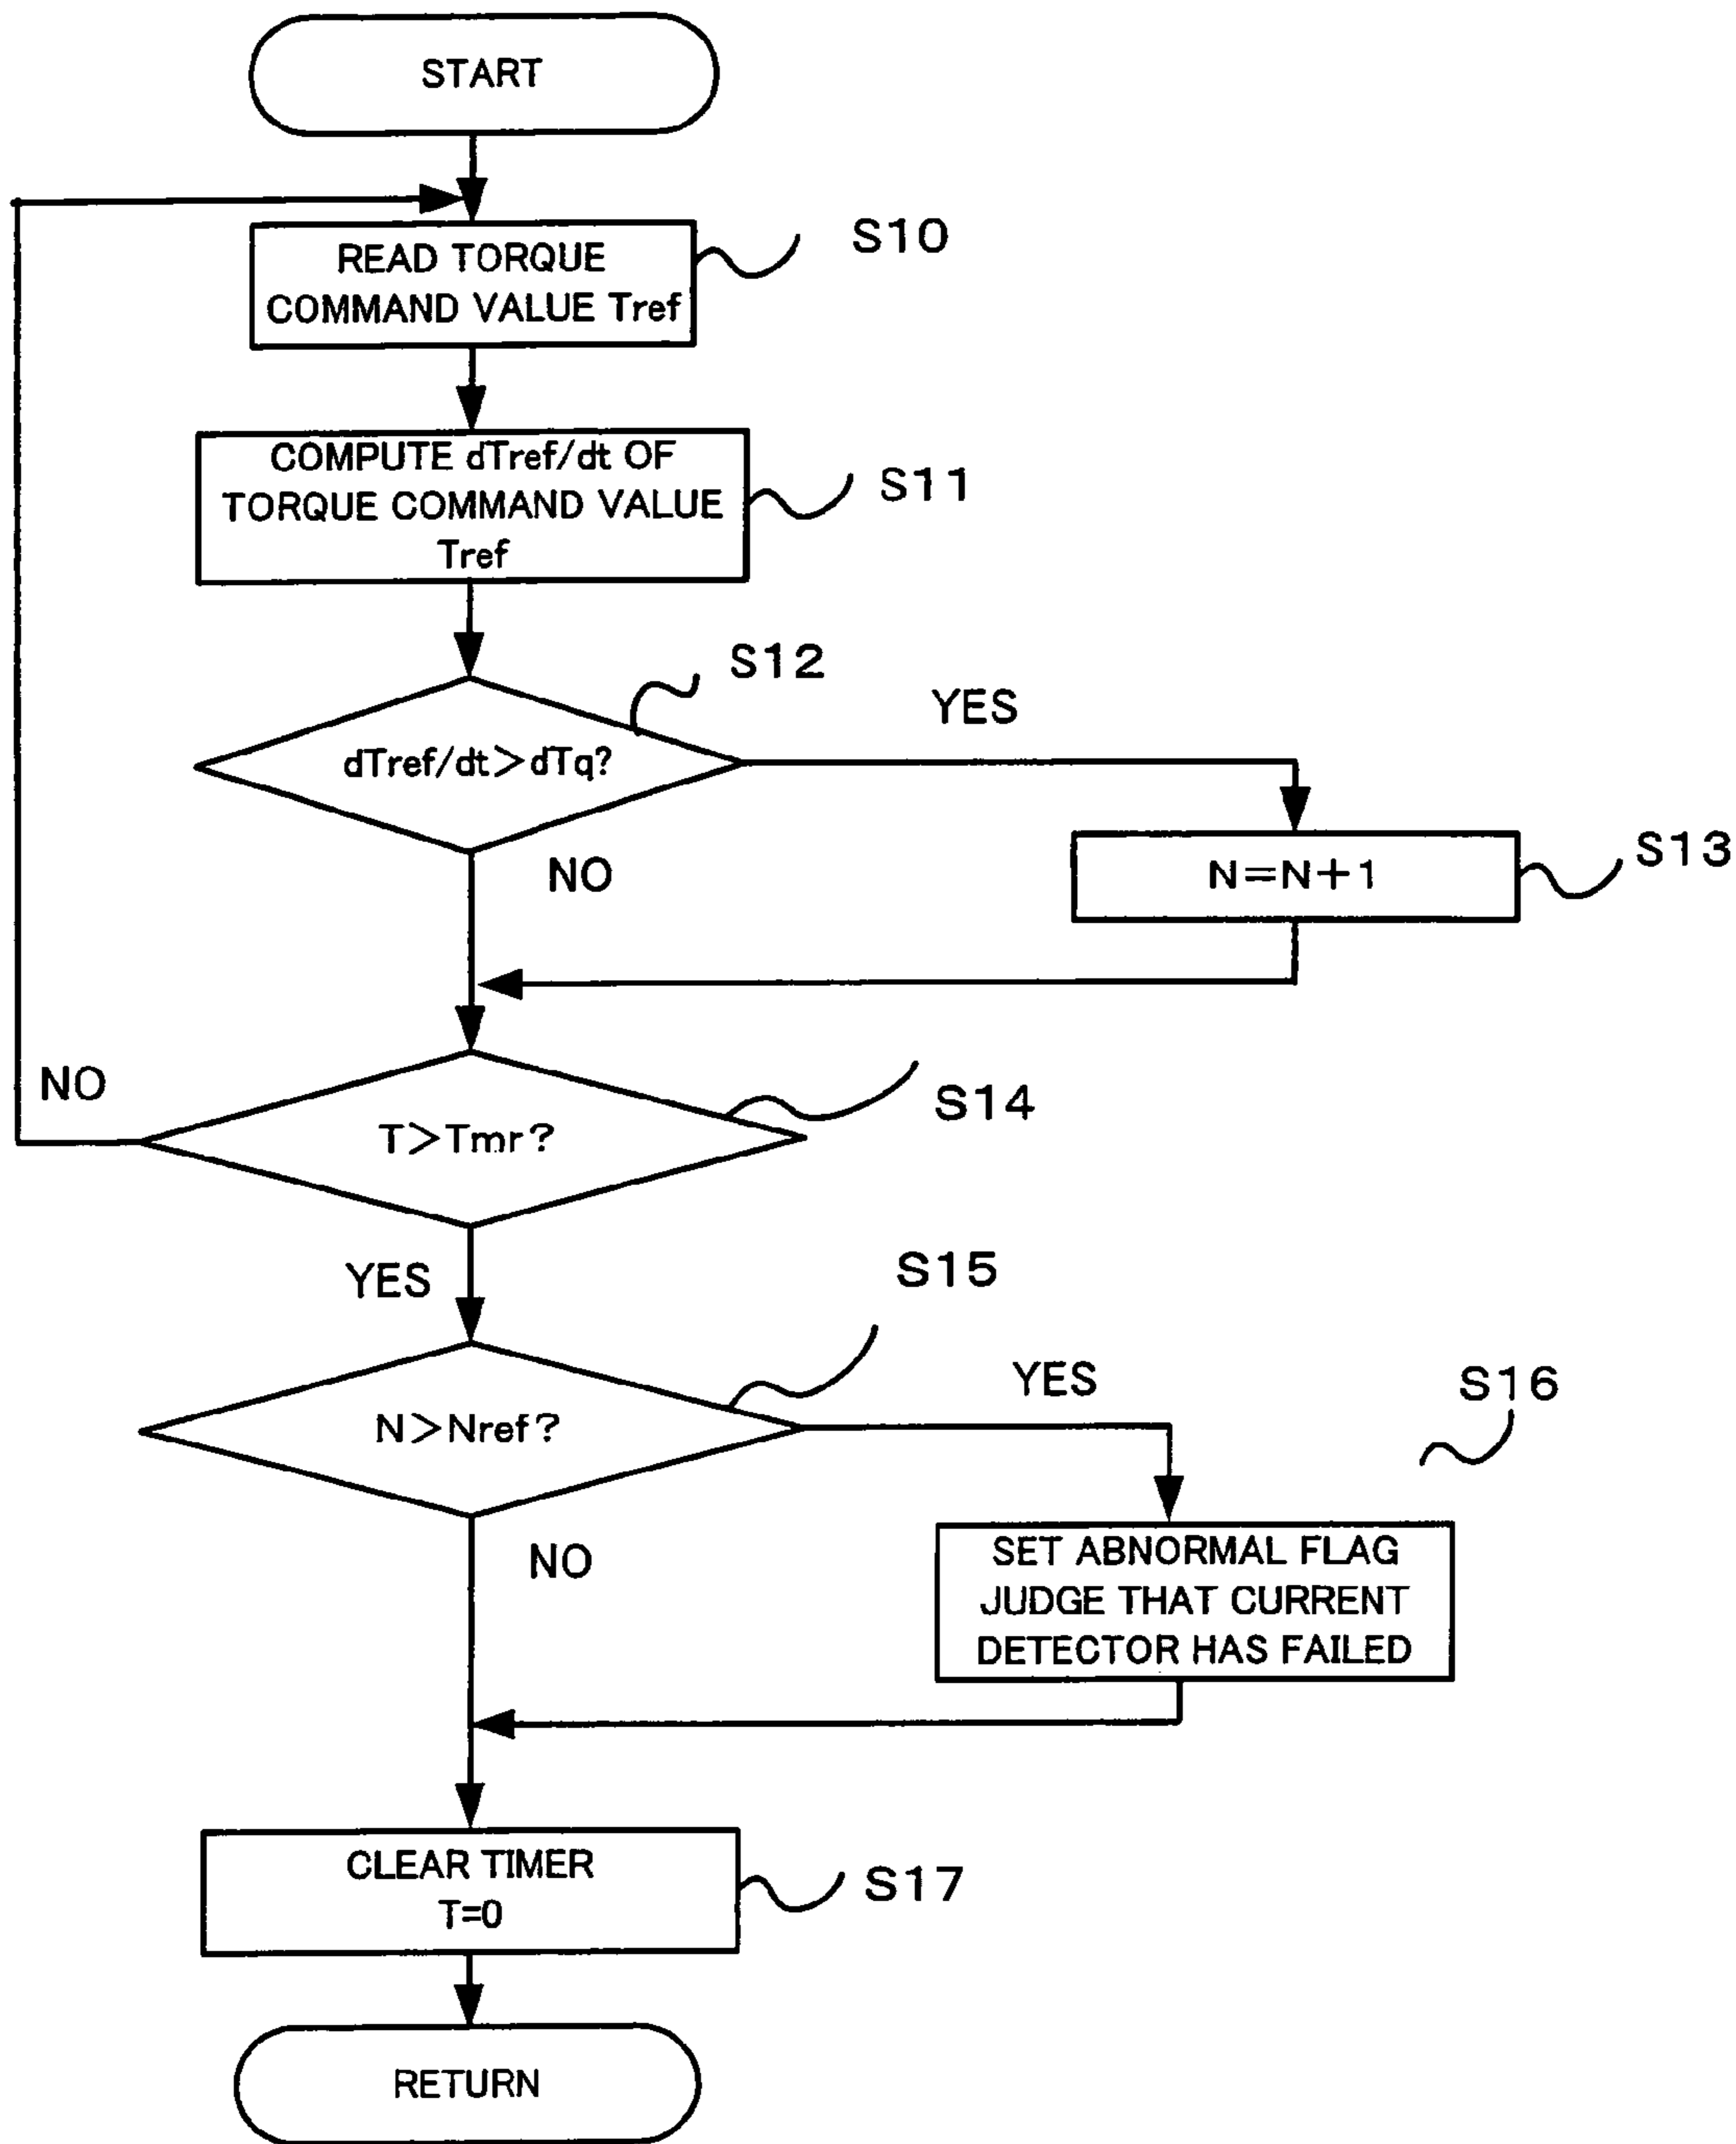 START
S10
READ TORQUE
COMMAND VALUE Tref
COMPUTE dTref/dt OF
TORQUE COMMAND VALUE
Tref
S11
S12
YES
dTref/dt>dTq?
NO
N=N+1
S13
NO
S14
T>Tmr?
YES
S15
YES
S16
N>Nref?
NO
SET ABNORMAL FLAG
JUDGE THAT CURRENT
DETECTOR HAS FAILED
CLEAR TIMER
T=0
S17
RETURN